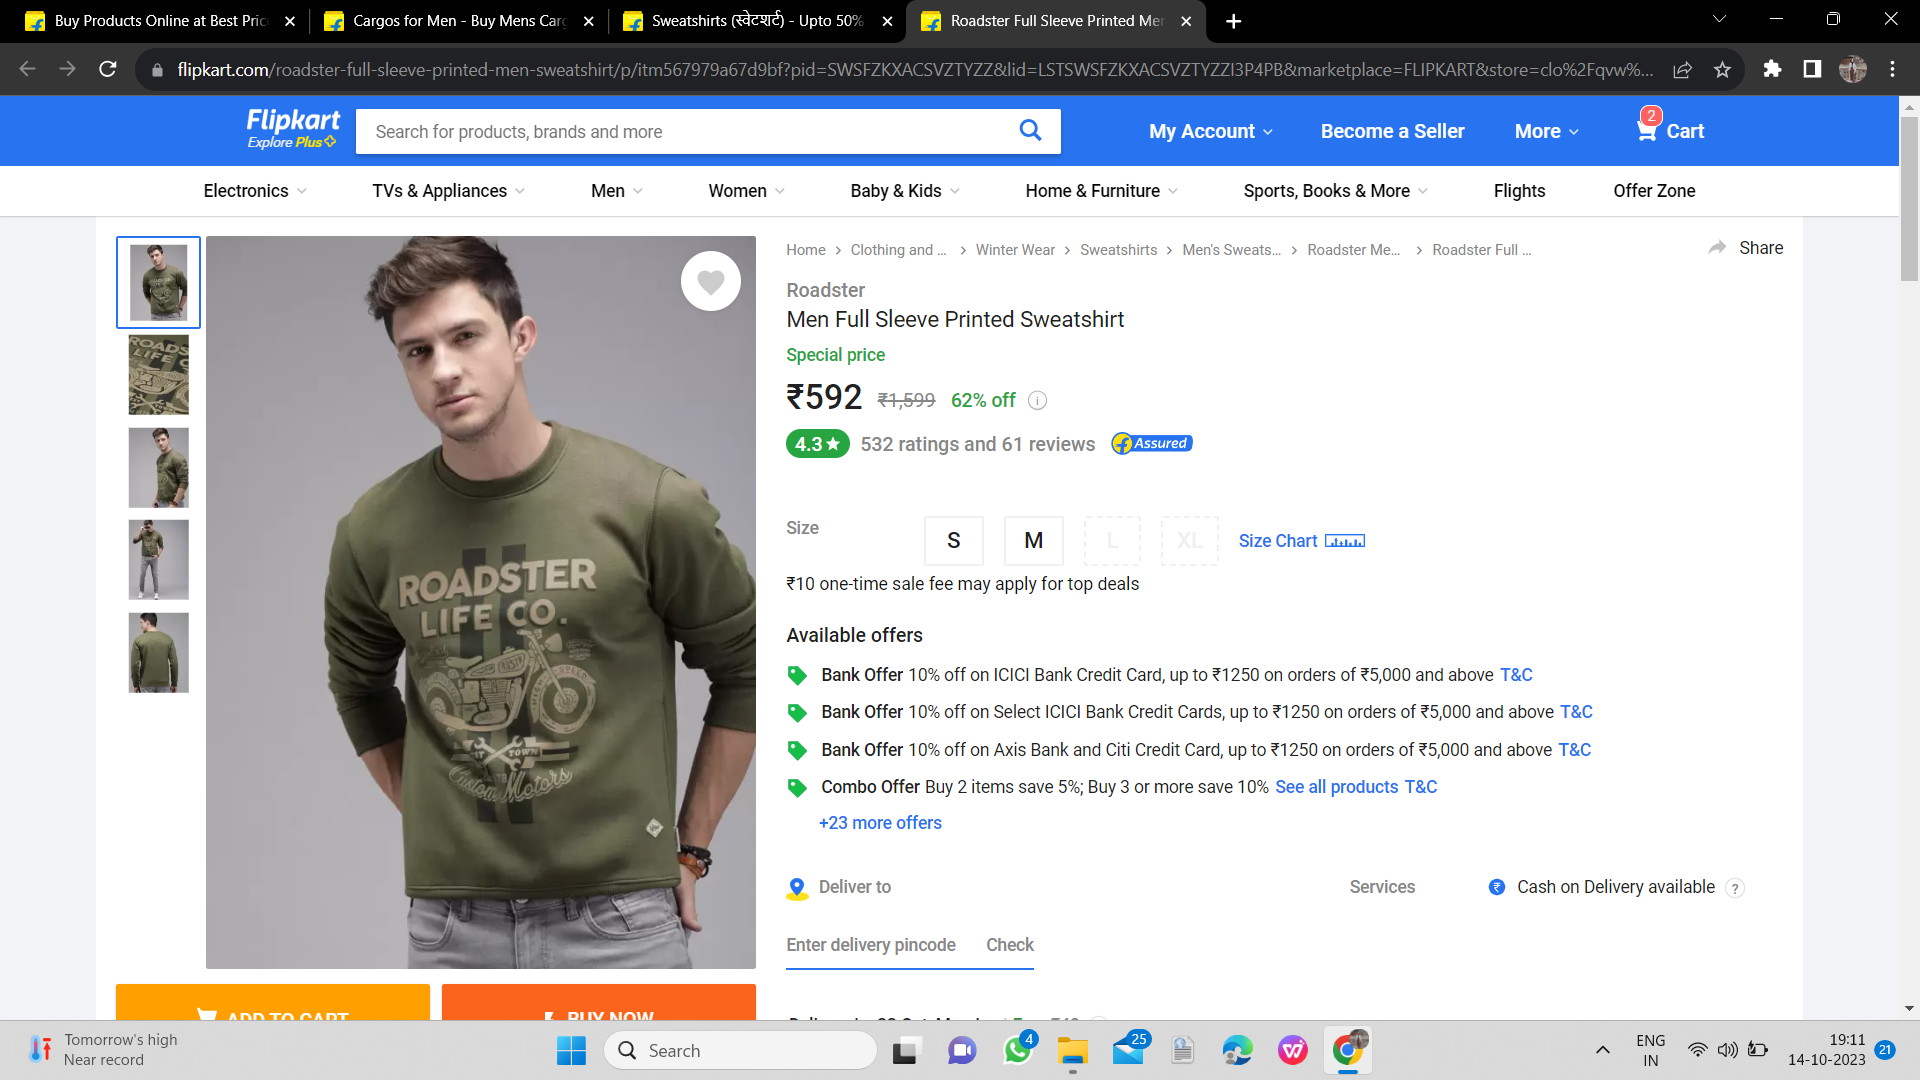 Buy Products Online at Best Pric
Cargos for Men - Buy Mens Carg
Sweatshirts (स्वेटशर्ट) - Upto 50%
Roadster Full Sleeve Printed Mer
flipkart.com/roadster-full-sleeve-printed-men-sweatshirt/p/itm567979a67d9bf?pid=SWSFZKXACSVZTYZZ&lid=LSTSWSFZKXACSVZTYZZI3P4PB&marketplace=FLIPKART&store=clo%2Fqvw%...
Flipkart
Explore Plus
Search for products, brands and more
My Account
Become a Seller
More
2
Cart
Electronics
TVs & Appliances
Men
Women
Baby & Kids
Home & Furniture
Sports, Books & More
Flights
Offer Zone
Home > Clothing and ... > Winter Wear > Sweatshirts > Men's Sweats... > Roadster Me... > Roadster Full ...
Share
Roadster
Men Full Sleeve Printed Sweatshirt
Special price
₹592 ₹1,599 62% off
4.3★ 532 ratings and 61 reviews Assured
Size
S
M
L
XL
Size Chart
₹10 one-time sale fee may apply for top deals
Available offers
Bank Offer 10% off on ICICI Bank Credit Card, up to ₹1250 on orders of ₹5,000 and above T&C
Bank Offer 10% off on Select ICICI Bank Credit Cards, up to ₹1250 on orders of ₹5,000 and above T&C
Bank Offer 10% off on Axis Bank and Citi Credit Card, up to ₹1250 on orders of ₹5,000 and above T&C
Combo Offer Buy 2 items save 5%; Buy 3 or more save 10% See all products T&C
+23 more offers
Deliver to
Services
Cash on Delivery available
?
Enter delivery pincode
Check
ROADSTER
LIFE CO.
TOWN
Custom Motors
ADD TO CART
BUY NOW
Tomorrow's high
Near record
Search
4
25
ENG
IN
19:11
14-10-2023
21